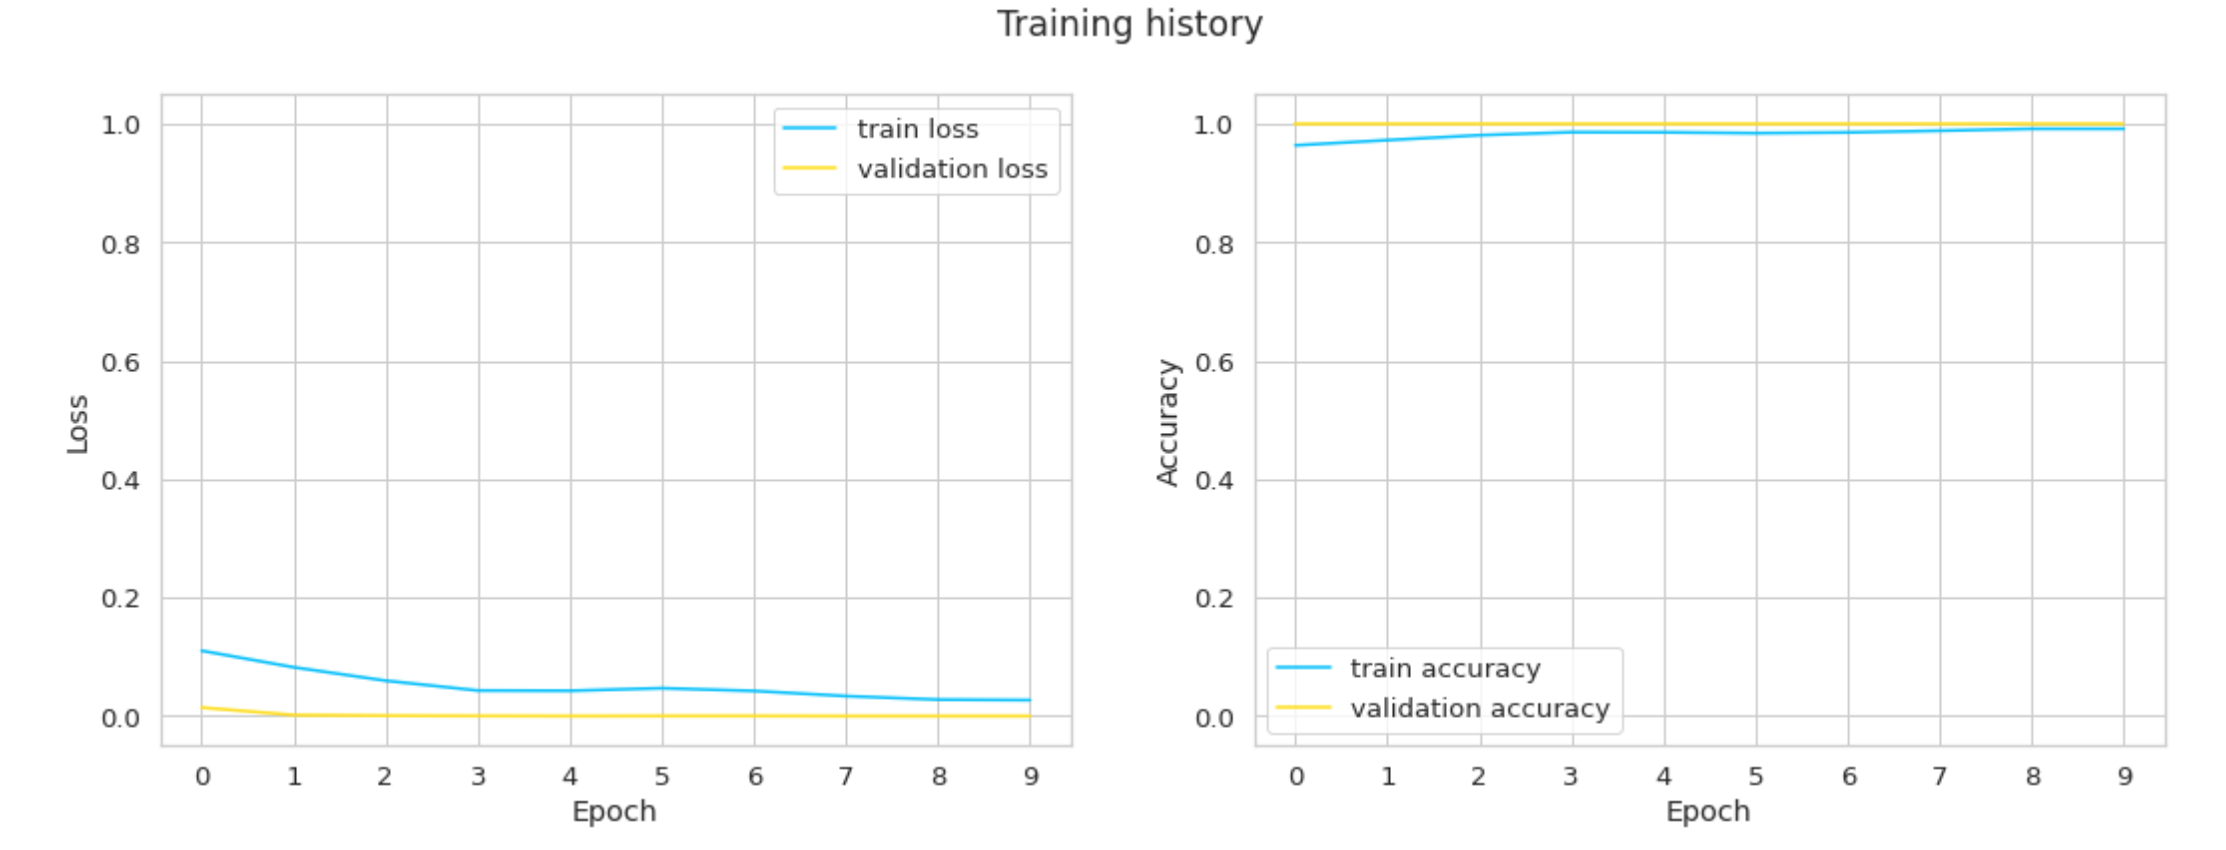 Training history
1.0
0.8
0.6
0.4
0.2
0.0
Loss
train loss
validation loss
0 1 2 3 4 5 6 7 8 9
Epoch
1.0
0.8
0.6
0.4
0.2
0.0
Accuracy
train accuracy
validation accuracy
0 1 2 3 4 5 6 7 8 9
Epoch